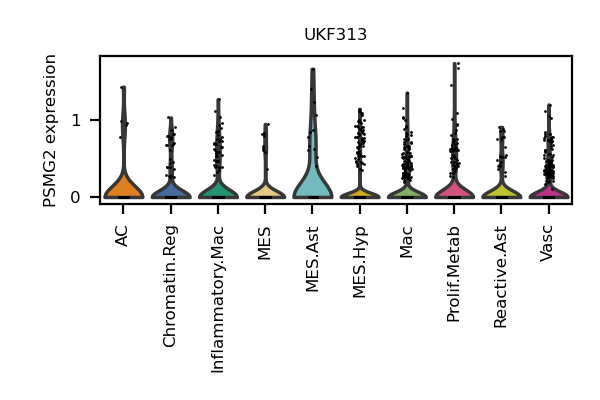 UKF313
PSMG2 expression
1
0
AC
Chromatin.Reg
Inflammatory.Mac
MES
MES.Ast
MES.Hyp
Mac
Prolif.Metab
Reactive.Ast
Vasc